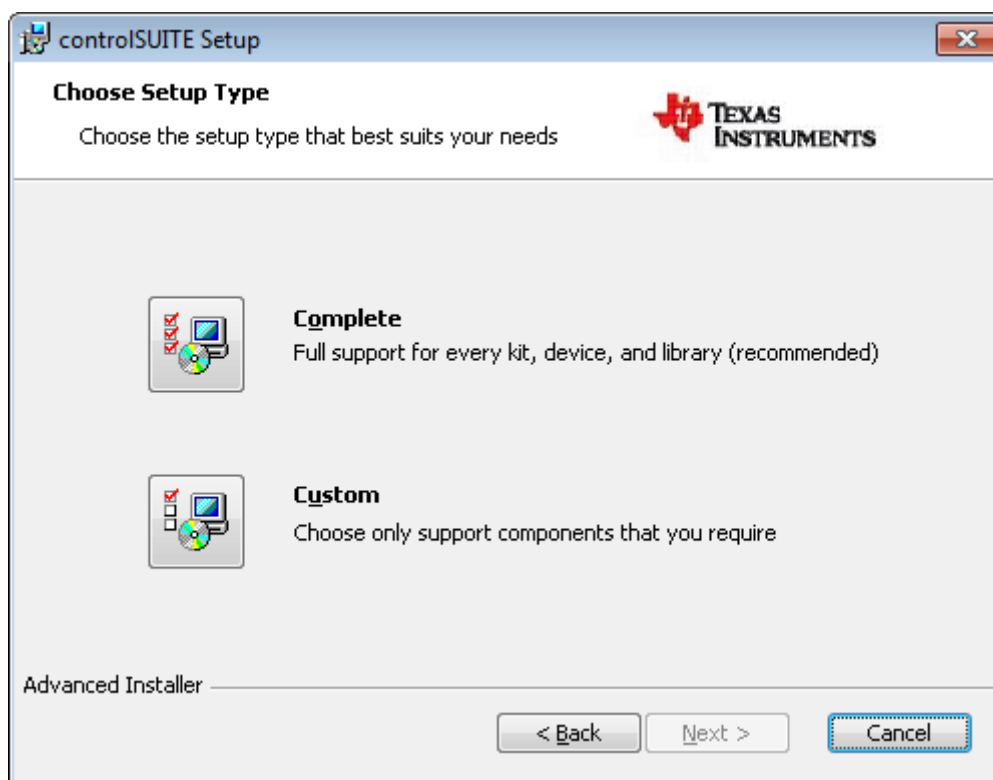 controlSUITE Setup
Choose Setup Type
Choose the setup type that best suits your needs
TEXAS
INSTRUMENTS
Complete
Full support for every kit, device, and library (recommended)
Custom
Choose only support components that you require
Advanced Installer
< Back
Next >
Cancel